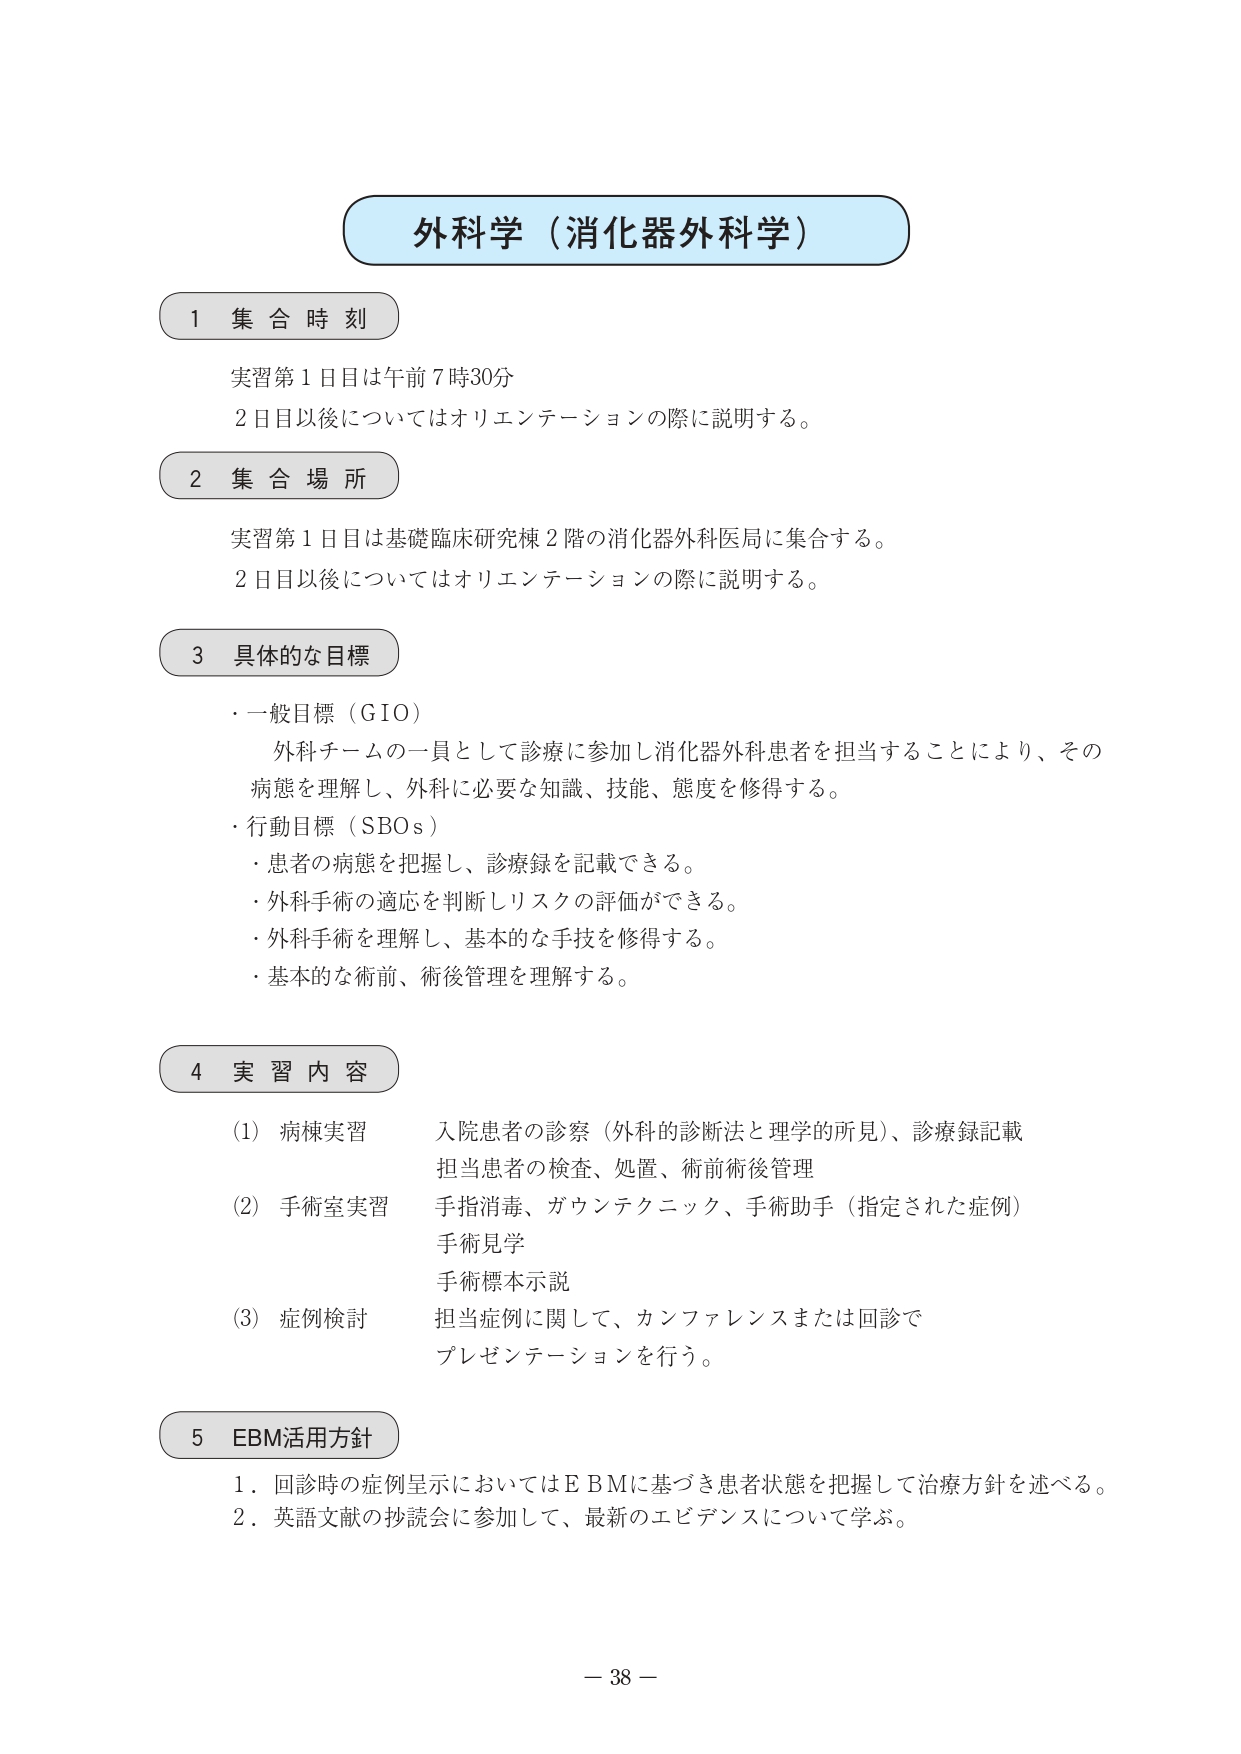 外科学（消化器外科学）
1 集合時刻
実習第１日目は午前７時30分
２日目以後についてはオリエンテーションの際に説明する。
2 集合場所
実習第１日目は基礎臨床研究棟２階の消化器外科医局に集合する。
２日目以後についてはオリエンテーションの際に説明する。
3 具体的な目標
・一般目標（GIO）
外科チームの一員として診療に参加し消化器外科患者を担当することにより、その
病態を理解し、外科に必要な知識、技能、態度を修得する。
・行動目標（SBOs）
・患者の病態を把握し、診療録を記載できる。
・外科手術の適応を判断しリスクの評価ができる。
・外科手術を理解し、基本的な手技を修得する。
・基本的な術前、術後管理を理解する。
4 実習内容
(1) 病棟実習 入院患者の診察（外科的診断法と理学的所見）、診療録記載
担当患者の検査、処置、術前術後管理
(2) 手術室実習 手指消毒、ガウンテクニック、手術助手（指定された症例）
手術見学
手術標本示説
(3) 症例検討 担当症例に関して、カンファレンスまたは回診で
プレゼンテーションを行う。
5 EBM活用方針
１．回診時の症例呈示においてはＥＢＭに基づき患者状態を把握して治療方針を述べる。
２．英語文献の抄読会に参加して、最新のエビデンスについて学ぶ。
― 38 ―